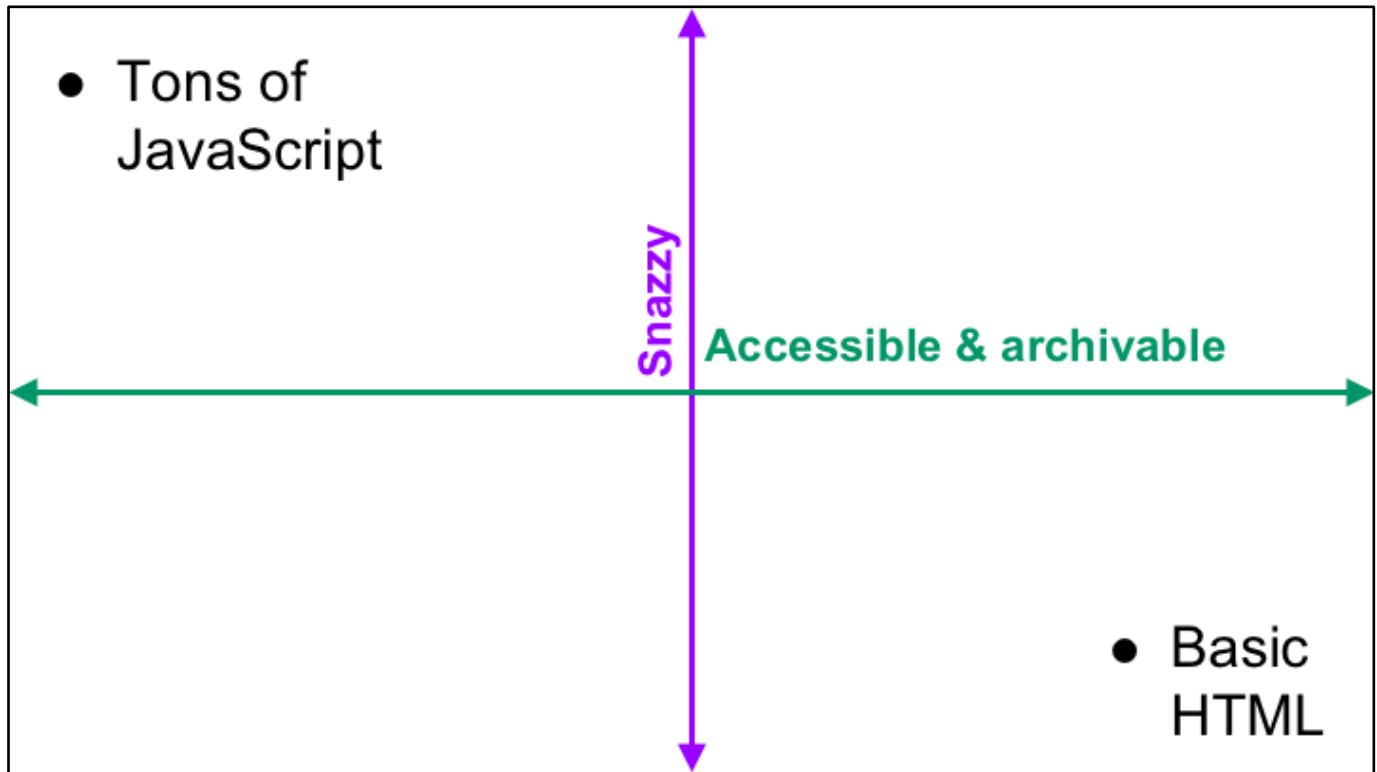 ● Tons of
JavaScript
Snazzy
Accessible & archivable
● Basic
HTML